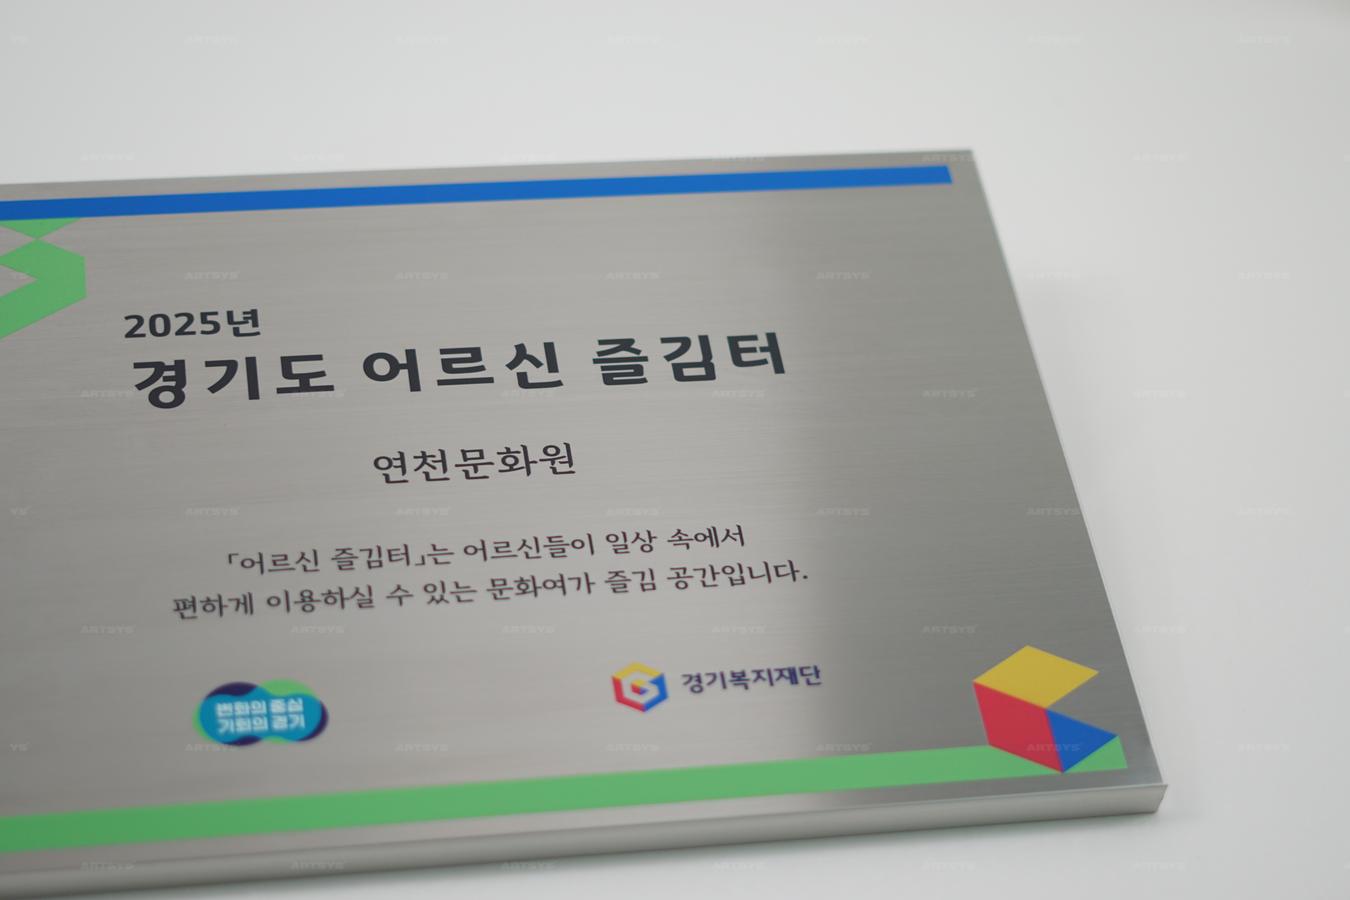 2025년
경기도 어르신 즐김터
연천문화원
「어르신 즐김터」는 어르신들이 일상 속에서
편하게 이용하실 수 있는 문화여가 즐김 공간입니다.
변화의 중심
기회의 경기
경기복지재단
ARTSYS